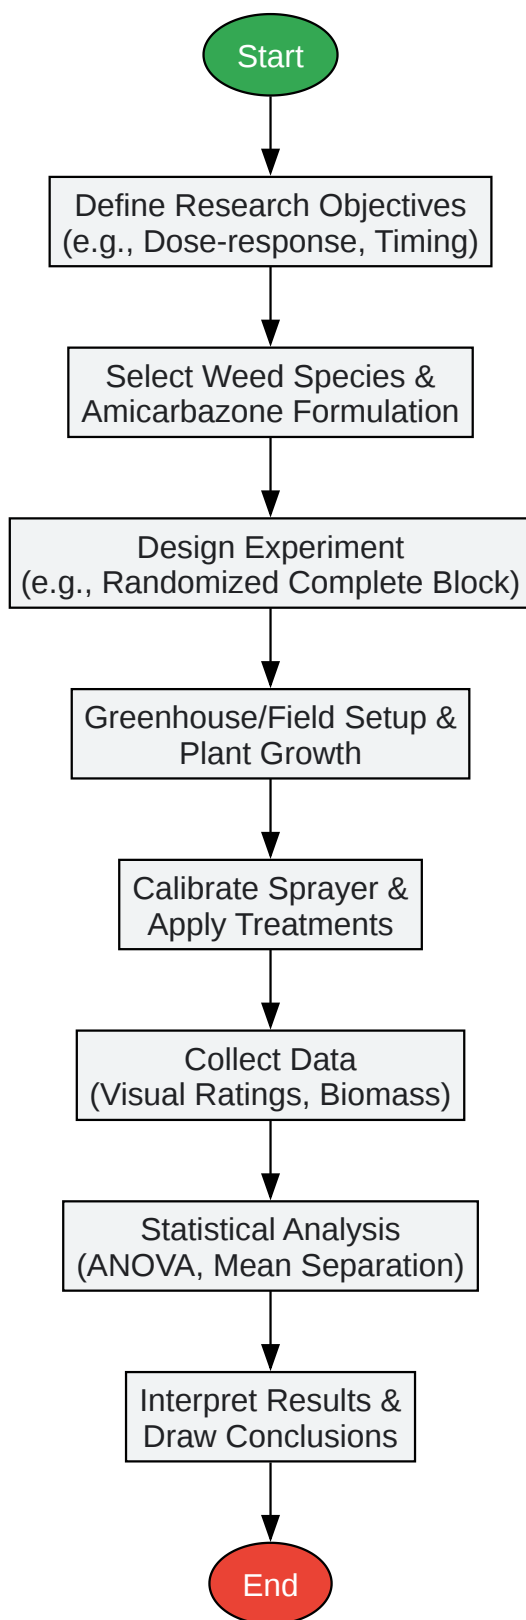 Start
Define Research Objectives
(e.g., Dose-response, Timing)
Select Weed Species &
Amicarbazone Formulation
Design Experiment
(e.g., Randomized Complete Block)
Greenhouse/Field Setup &
Plant Growth
Calibrate Sprayer &
Apply Treatments
Collect Data
(Visual Ratings, Biomass)
Statistical Analysis
(ANOVA, Mean Separation)
Interpret Results &
Draw Conclusions
End